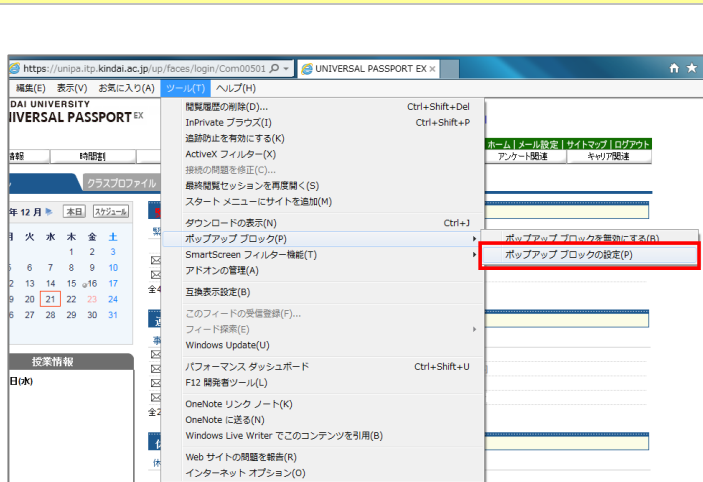 https://unipa.itp.kindai.ac.jp/up/faces/login/Com00501
UNIVERSAL PASSPORT EX ×
編集(E) 表示(V) お気に入り(A) ツール(T) ヘルプ(H)
DAI UNIVERSITY
IVERSAL PASSPORT EX
ホーム | メール設定 | サイトマップ | ログアウト
時間割
アンケート関連 キャリア関連
クラスプロファイル
年 12 月 本日 スケジュール
火 水 木 金 土
1 2 3
6 7 8 9 10
13 14 15 16 17
20 21 22 23 24
27 28 29 30 31
授業情報
日(水)
閲覧履歴の削除(D)... Ctrl+Shift+Del
InPrivate ブラウズ(I) Ctrl+Shift+P
追跡防止を有効にする(K)
ActiveX フィルター(X)
接続の問題を修正(C)...
最終閲覧セッションを再度開く(S)
スタート メニューにサイトを追加(M)
ダウンロードの表示(N) Ctrl+J
ポップアップ ブロック(P)
SmartScreen フィルター機能(T)
アドオンの管理(A)
互換表示設定(B)
このフィードの受信登録(F)...
フィード探索(E)
Windows Update(U)
パフォーマンス ダッシュボード Ctrl+Shift+U
F12 開発者ツール(L)
OneNote リンク ノート(K)
OneNote に送る(N)
Windows Live Writer でこのコンテンツを引用(B)
Web サイトの問題を報告(R)
インターネット オプション(O)
ポップアップ ブロックを無効にする(B)
ポップアップ ブロックの設定(P)